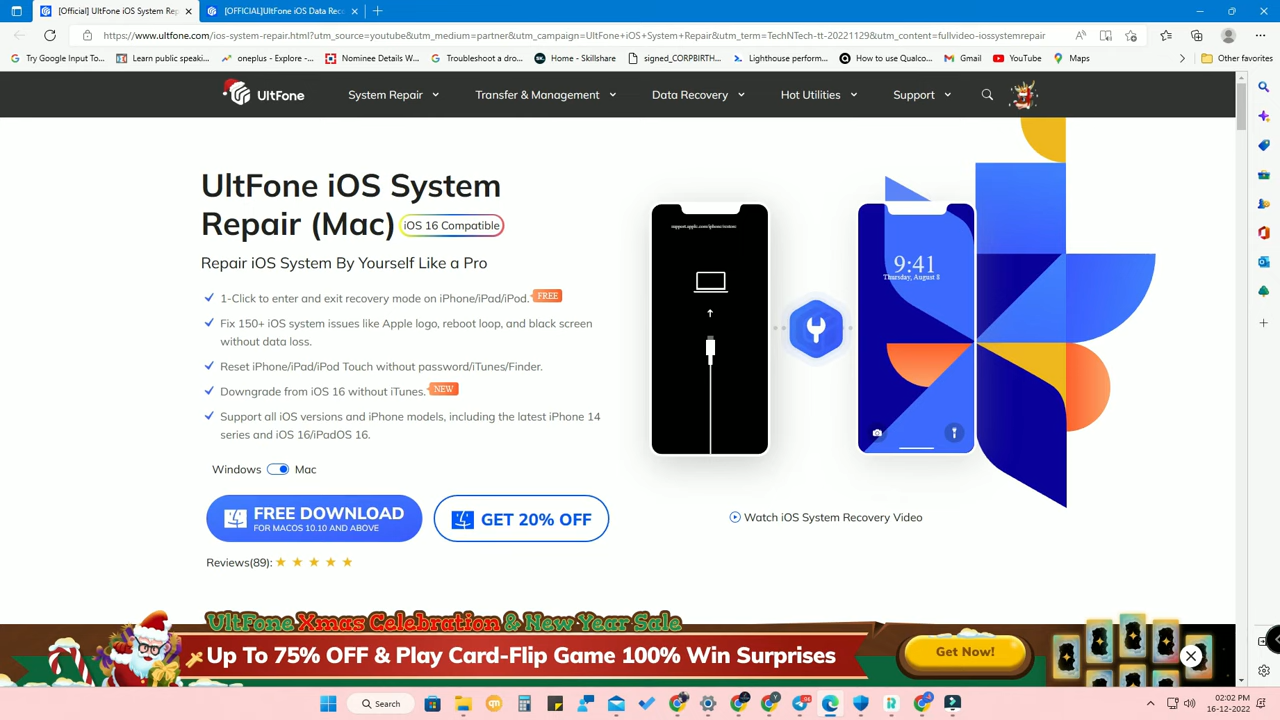 [Official] UltFone iOS System Rep
[OFFICIAL]UltFone iOS Data Reco
https://www.ultfone.com/ios-system-repair.html?utm_source=youtube&utm_medium=partner&utm_campaign=UltFone+iOS+System+Repair&utm_term=TechNTech-tt-20221129&utm_content=fullvideo-iossystemrepair
Try Google Input To...
Learn public speaki...
oneplus - Explore -...
Nominee Details W...
Troubleshoot a dro...
Home - Skillshare
signed_CORPBIRTH...
Lighthouse perform...
How to use Qualco...
Gmail
YouTube
Maps
Other favorites
UltFone
System Repair
Transfer & Management
Data Recovery
Hot Utilities
Support
UltFone iOS System
Repair (Mac) iOS 16 Compatible
Repair iOS System By Yourself Like a Pro
1-Click to enter and exit recovery mode on iPhone/iPad/iPod. FREE
Fix 150+ iOS system issues like Apple logo, reboot loop, and black screen
without data loss.
Reset iPhone/iPad/iPod Touch without password/iTunes/Finder.
Downgrade from iOS 16 without iTunes. NEW
Support all iOS versions and iPhone models, including the latest iPhone 14
series and iOS 16/iPadOS 16.
Windows Mac
FREE DOWNLOAD
FOR MACOS 10.10 AND ABOVE
GET 20% OFF
Reviews(89):
support.apple.com/iphone/restore
9:41
Thursday, August 8
Watch iOS System Recovery Video
UltFone Xmas Celebration & New Year Sale
Up To 75% OFF & Play Card-Flip Game 100% Win Surprises
Get Now!
Search
02:02 PM
16-12-2022